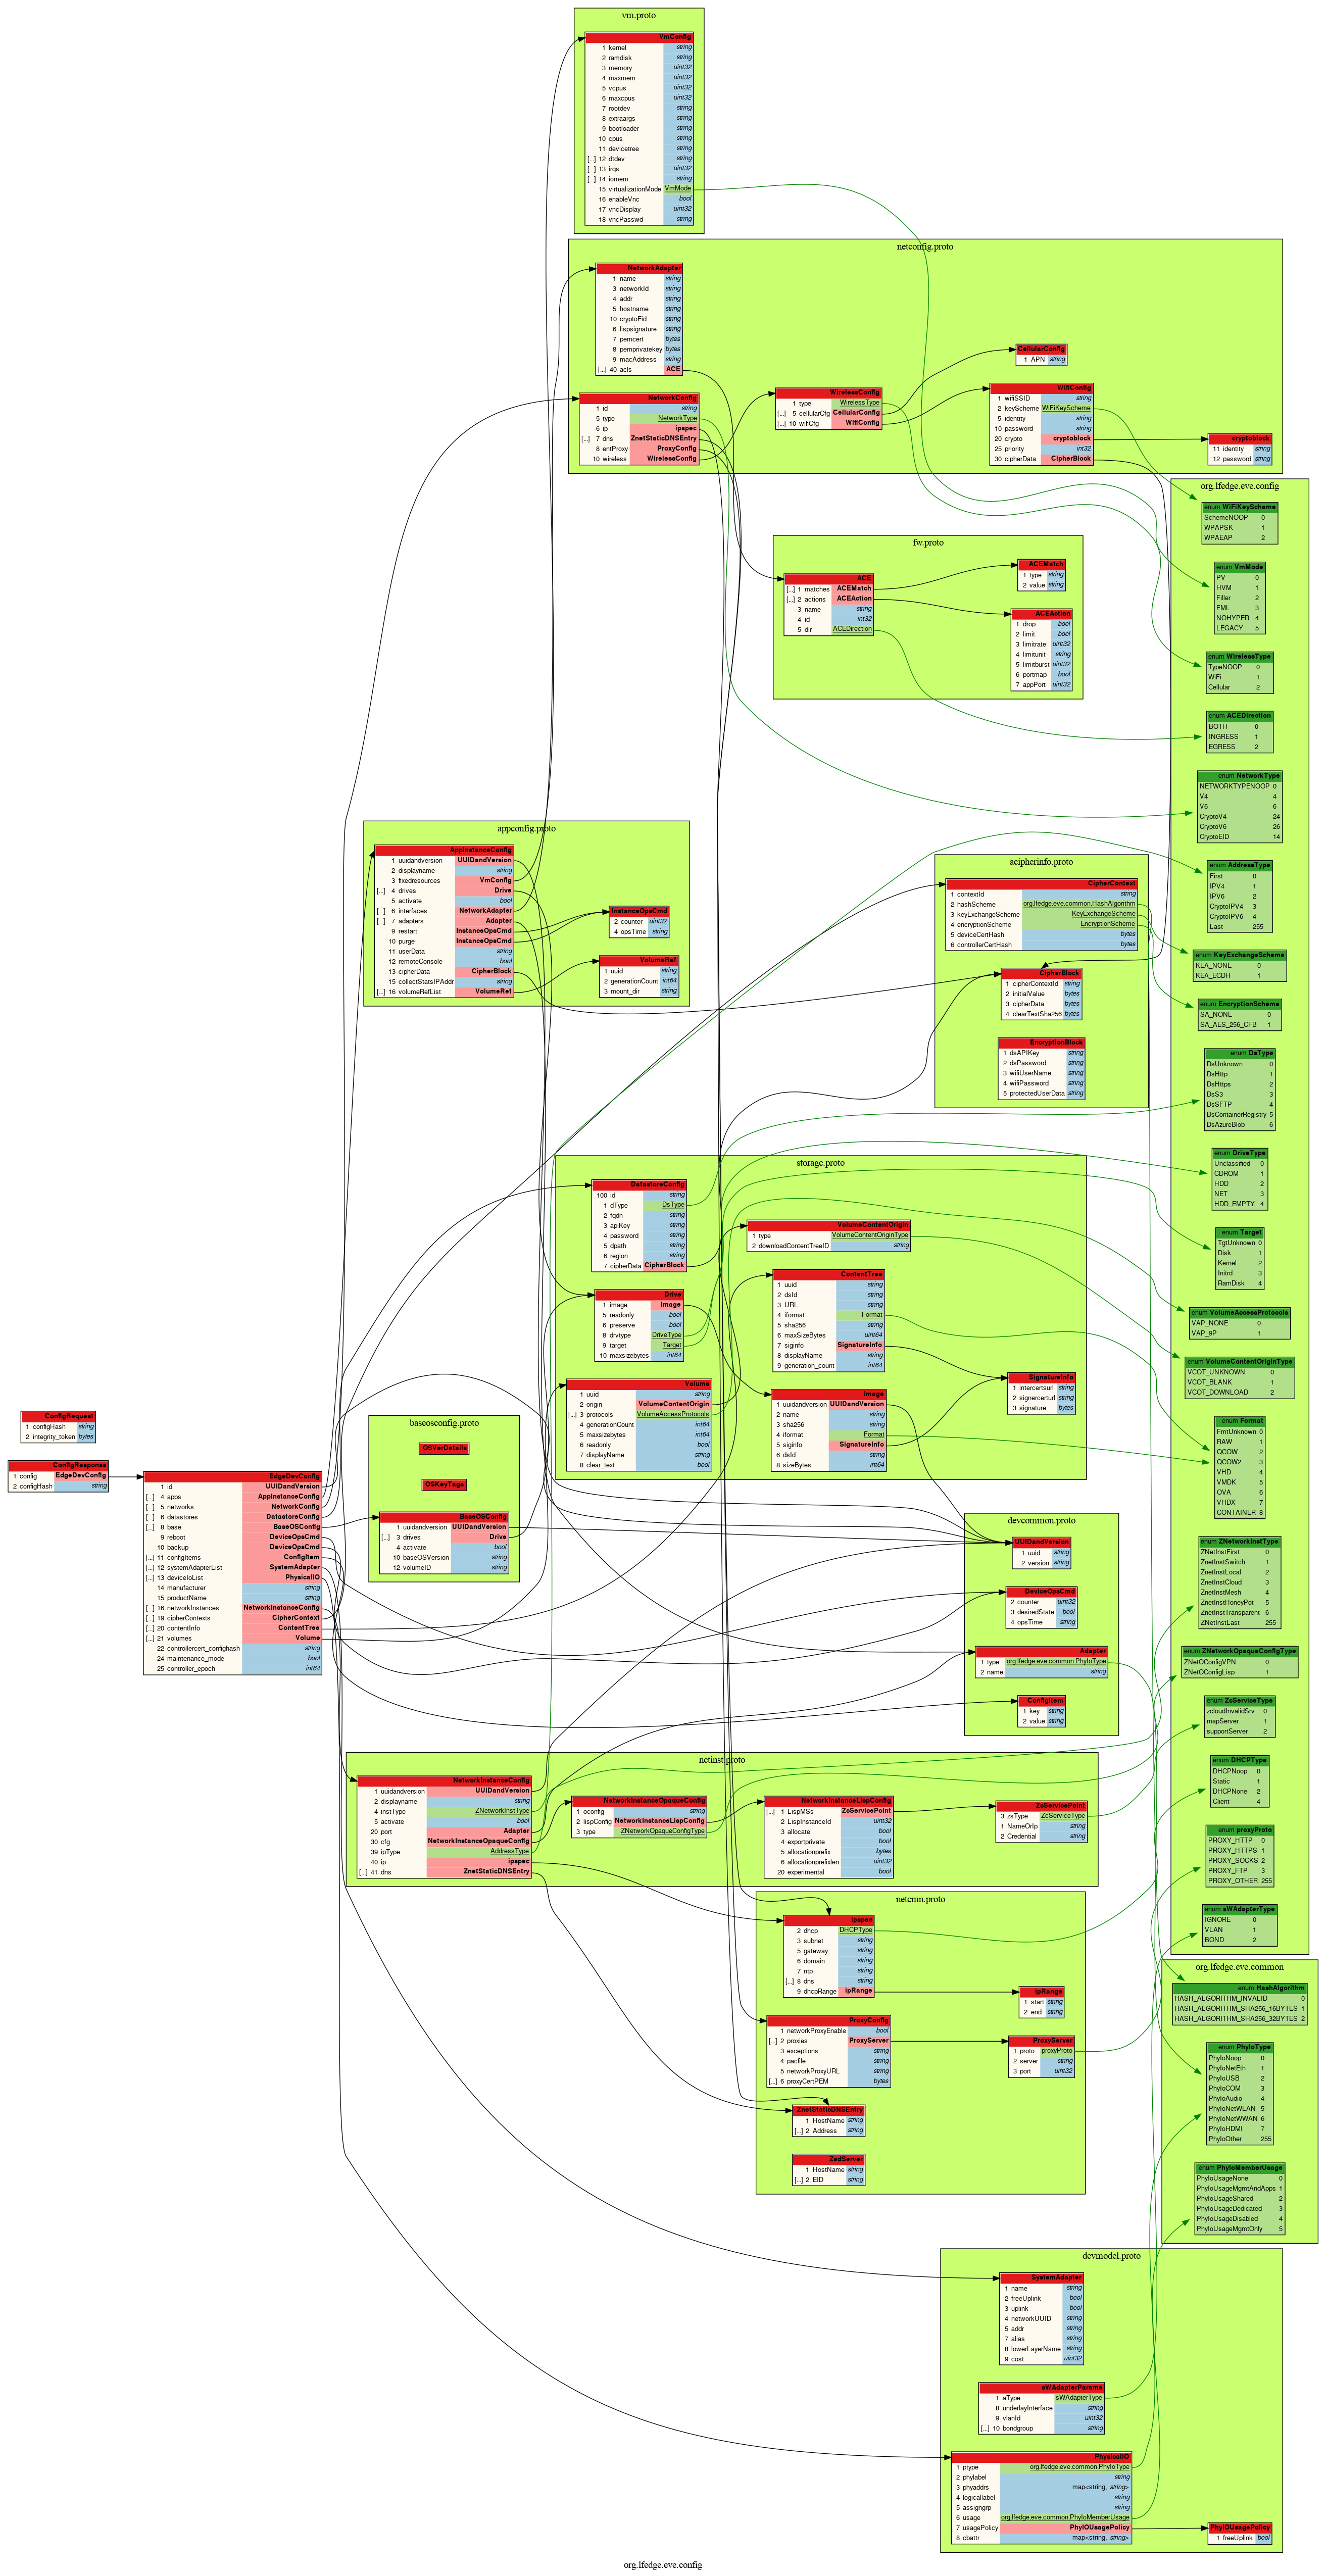 vm.proto
VmConfig
1 kernel string
2 ramdisk string
3 memory uint32
4 maxmem uint32
5 vcpus uint32
6 maxcpus uint32
7 rootdev string
8 extraargs string
9 bootloader string
10 cpus string
11 devicetree string
[...] 12 dtdev string
[...] 13 irqs uint32
[...] 14 iomem string
15 virtualizationMode VmMode
16 enableVnc bool
17 vncDisplay uint32
18 vncPasswd string
netconfig.proto
NetworkAdapter
1 name string
3 networkId string
4 addr string
5 hostname string
10 cryptoEid string
6 lispsignature string
7 pemcert bytes
8 pemprivatekey bytes
9 macAddress string
[...] 40 acls ACE
NetworkConfig
1 id string
5 type NetworkType
6 ip ipspec
[...] 7 dns ZnetStaticDNSEntry
8 entProxy ProxyConfig
10 wireless WirelessConfig
WirelessConfig
1 type WirelessType
[...] 5 cellularCfg CellularConfig
[...] 10 wifiCfg WifiConfig
CellularConfig
1 APN string
WifiConfig
1 wifiSSID string
2 keyScheme WiFiKeyScheme
5 identity string
10 password string
20 crypto cryptoblock
25 priority int32
30 cipherData CipherBlock
cryptoblock
11 identity string
12 password string
fw.proto
ACE
[...] 1 matches ACEMatch
[...] 2 actions ACEAction
3 name string
4 id int32
5 dir ACEDirection
ACEMatch
1 type string
2 value string
ACEAction
1 drop bool
2 limit bool
3 limitrate uint32
4 limitunit string
5 limitburst uint32
6 portmap bool
7 appPort uint32
appconfig.proto
AppInstanceConfig
1 uuidandversion UUIDandVersion
2 displayname string
3 fixedresources VmConfig
[...] 4 drives Drive
5 activate bool
[...] 6 interfaces NetworkAdapter
[...] 7 adapters Adapter
9 restart InstanceOpsCmd
10 purge InstanceOpsCmd
11 userData string
12 remoteConsole bool
13 cipherData CipherBlock
15 collectStatsIPAddr string
[...] 16 volumeRefList VolumeRef
InstanceOpsCmd
2 counter uint32
4 opsTime string
VolumeRef
1 uuid string
2 generationCount int64
3 mount_dir string
acipherinfo.proto
CipherContext
1 contextId string
2 hashScheme org.lfedge.eve.common.HashAlgorithm
3 keyExchangeScheme KeyExchangeScheme
4 encryptionScheme EncryptionScheme
5 deviceCertHash bytes
6 controllerCertHash bytes
CipherBlock
1 cipherContextId string
2 initialValue bytes
3 cipherData bytes
4 clearTextSha256 bytes
EncryptionBlock
1 dsAPIKey string
2 dsPassword string
3 wifiUserName string
4 wifiPassword string
5 protectedUserData string
storage.proto
DatastoreConfig
100 id string
1 dType DsType
2 fqdn string
3 apiKey string
4 password string
5 dpath string
6 region string
7 cipherData CipherBlock
Drive
1 image Image
5 readonly bool
6 preserve bool
8 drvtype DriveType
9 target Target
10 maxsizebytes int64
Volume
1 uuid string
2 origin VolumeContentOrigin
[...] 3 protocols VolumeAccessProtocols
4 generationCount int64
5 maxsizebytes int64
6 readonly bool
7 displayName string
8 clear_text bool
VolumeContentOrigin
1 type VolumeContentOriginType
2 downloadContentTreeID string
ContentTree
1 uuid string
2 dsId string
3 URL string
4 iformat Format
5 sha256 string
6 maxSizeBytes uint64
7 siginfo SignatureInfo
8 displayName string
9 generation_count int64
Image
1 uuidandversion UUIDandVersion
2 name string
3 sha256 string
4 iformat Format
5 siginfo SignatureInfo
6 dsId string
8 sizeBytes int64
SignatureInfo
1 intercertsurl string
2 signercerturl string
3 signature bytes
ConfigRequest
1 configHash string
2 integrity_token bytes
ConfigResponse
1 config EdgeDevConfig
2 configHash string
EdgeDevConfig
1 id UUIDandVersion
[...] 4 apps AppInstanceConfig
[...] 5 networks NetworkConfig
[...] 6 datastores DatastoreConfig
[...] 8 base BaseOSConfig
9 reboot DeviceOpsCmd
10 backup DeviceOpsCmd
[...] 11 configItems ConfigItem
[...] 12 systemAdapterList SystemAdapter
[...] 13 deviceIoList PhysicalIO
14 manufacturer string
15 productName string
[...] 16 networkInstances NetworkInstanceConfig
[...] 19 cipherContexts CipherContext
[...] 20 contentInfo ContentTree
[...] 21 volumes Volume
22 controllercert_confighash string
24 maintenance_mode bool
25 controller_epoch int64
baseosconfig.proto
OSVerDetails
OSKeyTags
BaseOSConfig
1 uuidandversion UUIDandVersion
[...] 3 drives Drive
4 activate bool
10 baseOSVersion string
12 volumeID string
devcommon.proto
UUIDandVersion
1 uuid string
2 version string
DeviceOpsCmd
2 counter uint32
3 desiredState bool
4 opsTime string
Adapter
1 type org.lfedge.eve.common.PhyIoType
2 name string
ConfigItem
1 key string
2 value string
netinst.proto
NetworkInstanceConfig
1 uuidandversion UUIDandVersion
2 displayname string
4 instType ZNetworkInstType
5 activate bool
20 port Adapter
30 cfg NetworkInstanceOpaqueConfig
39 ipType AddressType
40 ip ipspec
[...] 41 dns ZnetStaticDNSEntry
NetworkInstanceOpaqueConfig
1 oconfig string
2 lispConfig NetworkInstanceLispConfig
3 type ZNetworkOpaqueConfigType
NetworkInstanceLispConfig
[...] 1 LispMSs ZcServicePoint
2 LispInstanceId uint32
3 allocate bool
4 exportprivate bool
5 allocationprefix bytes
6 allocationprefixlen uint32
20 experimental bool
ZcServicePoint
3 zsType ZcServiceType
1 NameOrIp string
2 Credential string
netcmn.proto
ipspec
2 dhcp DHCPType
3 subnet string
5 gateway string
6 domain string
7 ntp string
[...] 8 dns string
9 dhcpRange ipRange
ipRange
1 start string
2 end string
ProxyConfig
1 networkProxyEnable bool
[...] 2 proxies ProxyServer
3 exceptions string
4 pacfile string
5 networkProxyURL string
[...] 6 proxyCertPEM bytes
ProxyServer
1 proto proxyProto
2 server string
3 port uint32
ZnetStaticDNSEntry
1 HostName string
[...] 2 Address string
ZedServer
1 HostName string
[...] 2 EID string
devmodel.proto
SystemAdapter
1 name string
2 freeUplink bool
3 uplink bool
4 networkUUID string
5 addr string
7 alias string
8 lowerLayerName string
9 cost uint32
sWAdapterParams
1 aType sWAdapterType
8 underlayInterface string
9 vlanId uint32
[...] 10 bondgroup string
PhysicalIO
1 ptype org.lfedge.eve.common.PhyIoType
2 phylabel string
3 phyaddrs map<string, string>
4 logicallabel string
5 assigngrp string
6 usage org.lfedge.eve.common.PhyIoMemberUsage
7 usagePolicy PhyIOUsagePolicy
8 cbattr map<string, string>
PhyIOUsagePolicy
1 freeUplink bool
org.lfedge.eve.config
enum WiFiKeyScheme
SchemeNOOP 0
WPAPSK 1
WPAEAP 2
enum VmMode
PV 0
HVM 1
Filler 2
FML 3
NOHYPER 4
LEGACY 5
enum WirelessType
TypeNOOP 0
WiFi 1
Cellular 2
enum ACEDirection
BOTH 0
INGRESS 1
EGRESS 2
enum NetworkType
NETWORKTYPENOOP 0
V4 4
V6 6
CryptoV4 24
CryptoV6 26
CryptoEID 14
enum AddressType
First 0
IPV4 1
IPV6 2
CryptoIPV4 3
CryptoIPV6 4
Last 255
enum KeyExchangeScheme
KEA_NONE 0
KEA_ECDH 1
enum EncryptionScheme
SA_NONE 0
SA_AES_256_CFB 1
enum DsType
DsUnknown 0
DsHttp 1
DsHttps 2
DsS3 3
DsSFTP 4
DsContainerRegistry 5
DsAzureBlob 6
enum DriveType
Unclassified 0
CDROM 1
HDD 2
NET 3
HDD_EMPTY 4
enum Target
TgtUnknown 0
Disk 1
Kernel 2
Initrd 3
RamDisk 4
enum VolumeAccessProtocols
VAP_NONE 0
VAP_9P 1
enum VolumeContentOriginType
VCOT_UNKNOWN 0
VCOT_BLANK 1
VCOT_DOWNLOAD 2
enum Format
FmtUnknown 0
RAW 1
QCOW 2
QCOW2 3
VHD 4
VMDK 5
OVA 6
VHDX 7
CONTAINER 8
enum ZNetworkInstType
ZNetInstFirst 0
ZnetInstSwitch 1
ZnetInstLocal 2
ZnetInstCloud 3
ZnetInstMesh 4
ZnetInstHoneyPot 5
ZnetInstTransparent 6
ZNetInstLast 255
enum ZNetworkOpaqueConfigType
ZNetOConfigVPN 0
ZNetOConfigLisp 1
enum ZcServiceType
zcloudInvalidSrv 0
mapServer 1
supportServer 2
enum DHCPType
DHCPNoop 0
Static 1
DHCPNone 2
Client 4
enum proxyProto
PROXY_HTTP 0
PROXY_HTTPS 1
PROXY_SOCKS 2
PROXY_FTP 3
PROXY_OTHER 255
enum sWAdapterType
IGNORE 0
VLAN 1
BOND 2
org.lfedge.eve.common
enum HashAlgorithm
HASH_ALGORITHM_INVALID 0
HASH_ALGORITHM_SHA256_16BYTES 1
HASH_ALGORITHM_SHA256_32BYTES 2
enum PhyIoType
PhyIoNoop 0
PhyIoNetEth 1
PhyIoUSB 2
PhyIoCOM 3
PhyIoAudio 4
PhyIoNetWLAN 5
PhyIoNetWWAN 6
PhyIoHDMI 7
PhyIoOther 255
enum PhyIoMemberUsage
PhyIoUsageNone 0
PhyIoUsageMgmtAndApps 1
PhyIoUsageShared 2
PhyIoUsageDedicated 3
PhyIoUsageDisabled 4
PhyIoUsageMgmtOnly 5
org.lfedge.eve.config